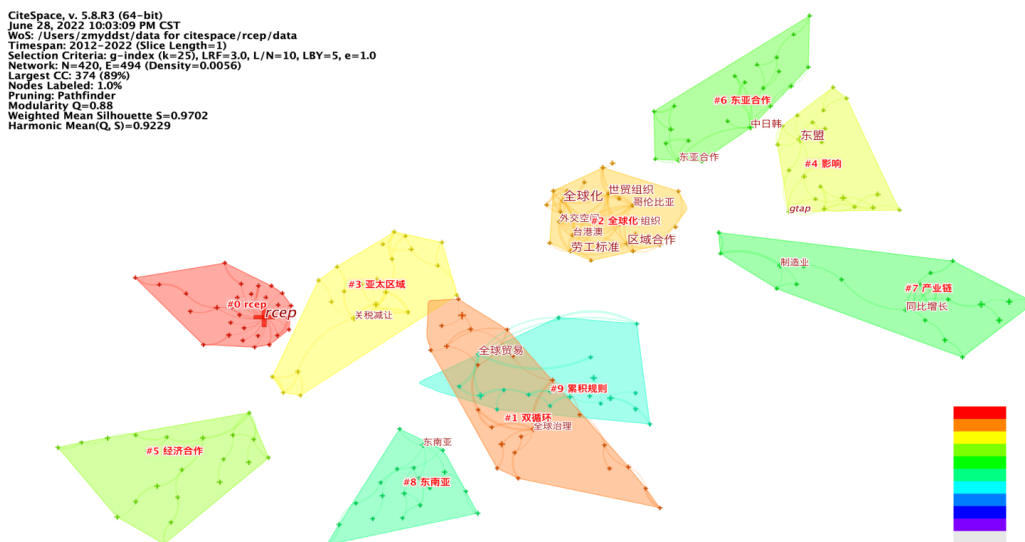 CiteSpace, v. 5.8.R3 (64-bit)
June 28, 2022 10:03:09 PM CST
WoS: /Users/zmyddst/data for citespace/rcep/data
Timespan: 2012-2022 (Slice Length=1)
Selection Criteria: g-index (k=25), LRF=3.0, L/N=10, LBY=5, e=1.0
Network: N=420, E=494 (Density=0.0056)
Largest CC: 374 (89%)
Nodes Labeled: 1.0%
Pruning: Pathfinder
Modularity Q=0.88
Weighted Mean Silhouette S=0.9702
Harmonic Mean(Q, S)=0.9229
#6 东亚合作
中日韩
东亚合作
东盟
#4 影响
gtap
全球化
世贸组织
哥伦比亚
外交空间
#2 全球化
组织
台港澳
劳工标准
区域合作
制造业
#7 产业链
同比增长
#3 亚太区域
关税减让
#0 rcep
rcep
全球贸易
#9 累积规则
#1 双循环
全球治理
#5 经济合作
东南亚
#8 东南亚